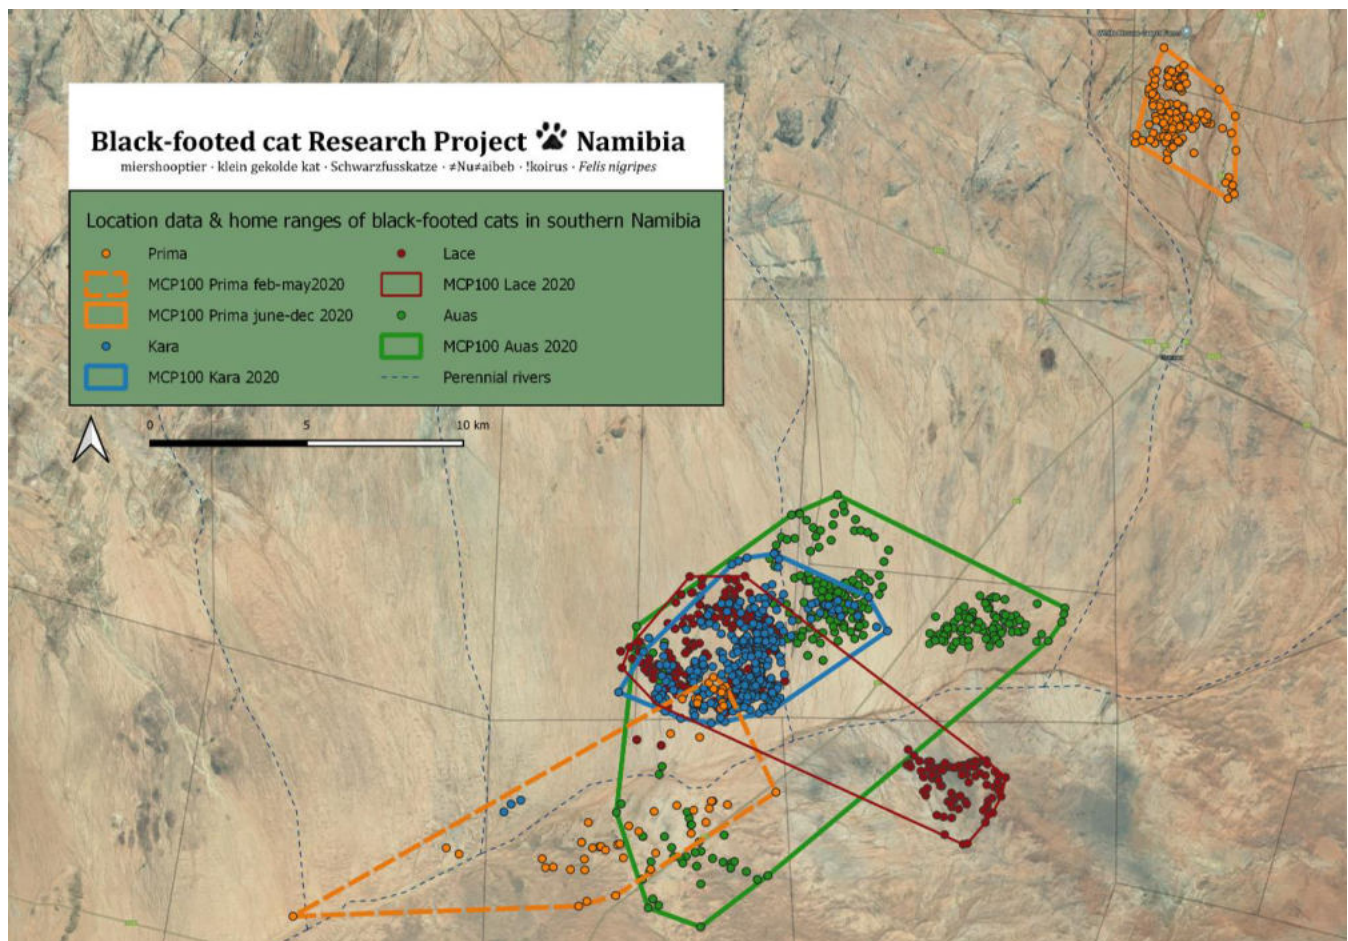 Black-footed cat Research Project Namibia
miershooptier · klein gekolde kat · Schwarzfusskatze · ≠Nu≠aibeb · !koirus · Felis nigripes
Location data & home ranges of black-footed cats in southern Namibia
Prima
MCP100 Prima feb-may2020
MCP100 Prima june-dec 2020
Kara
MCP100 Kara 2020
Lace
MCP100 Lace 2020
Auas
MCP100 Auas 2020
Perennial rivers
0 5 10 km